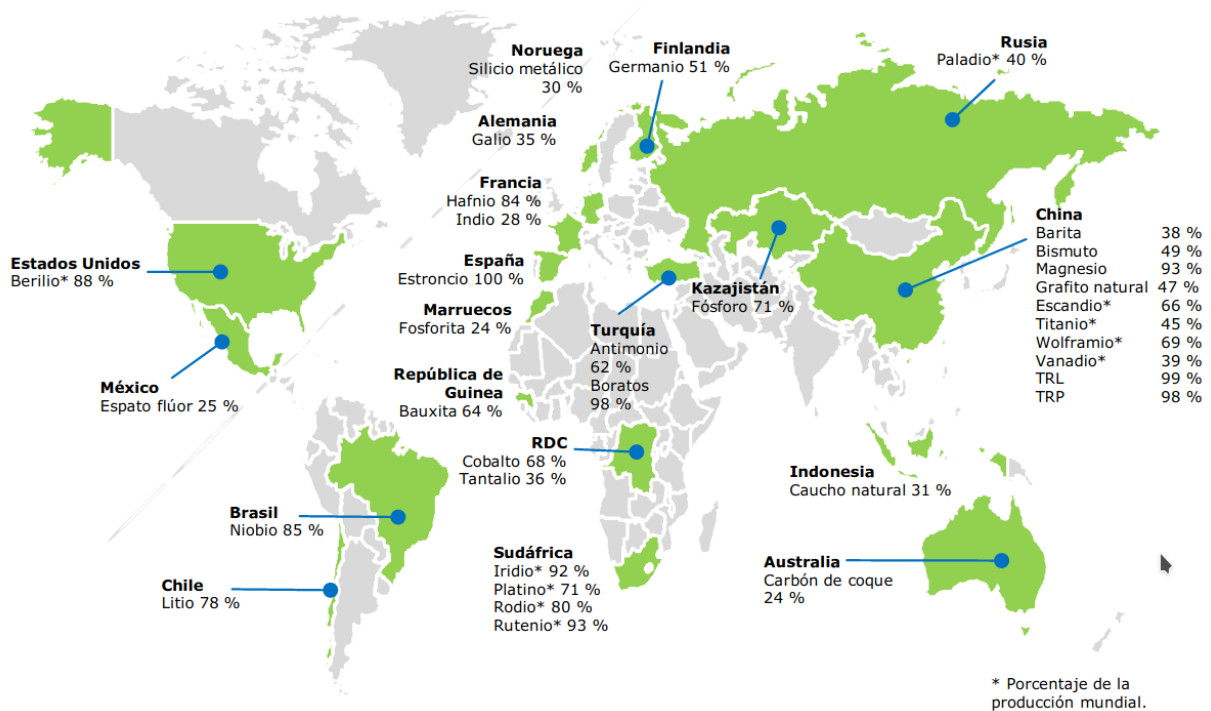 Noruega
Silicio metálico
30 %
Finlandia
Germanio 51 %
Rusia
Paladio* 40 %
Alemania
Galio 35 %
Francia
Hafnio 84 %
Indio 28 %
España
Estroncio 100 %
Marruecos
Fosforita 24 %
República de
Guinea
Bauxita 64 %
Estados Unidos
Berilio* 88 %
México
Espato flúor 25 %
Kazajistán
Fósforo 71 %
Turquía
Antimonio
62 %
Boratos
98 %
China
Barita 38 %
Bismuto 49 %
Magnesio 93 %
Grafito natural 47 %
Escandio* 66 %
Titanio* 45 %
Wolframio* 69 %
Vanadio* 39 %
TRL 99 %
TRP 98 %
RDC
Cobalto 68 %
Tantalio 36 %
Indonesia
Caucho natural 31 %
Brasil
Niobio 85 %
Chile
Litio 78 %
Sudáfrica
Iridio* 92 %
Platino* 71 %
Rodio* 80 %
Rutenio* 93 %
Australia
Carbón de coque
24 %
* Porcentaje de la
producción mundial.